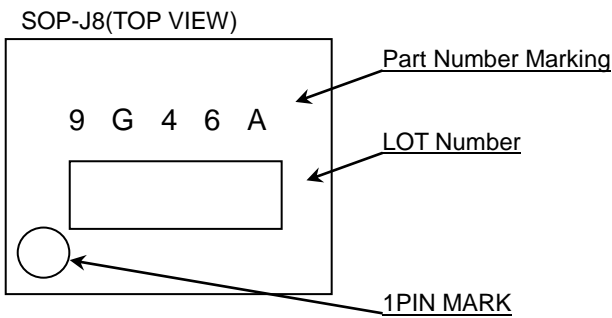 SOP-J8(TOP VIEW)
Part Number Marking
9 G 4 6 A
LOT Number
1PIN MARK